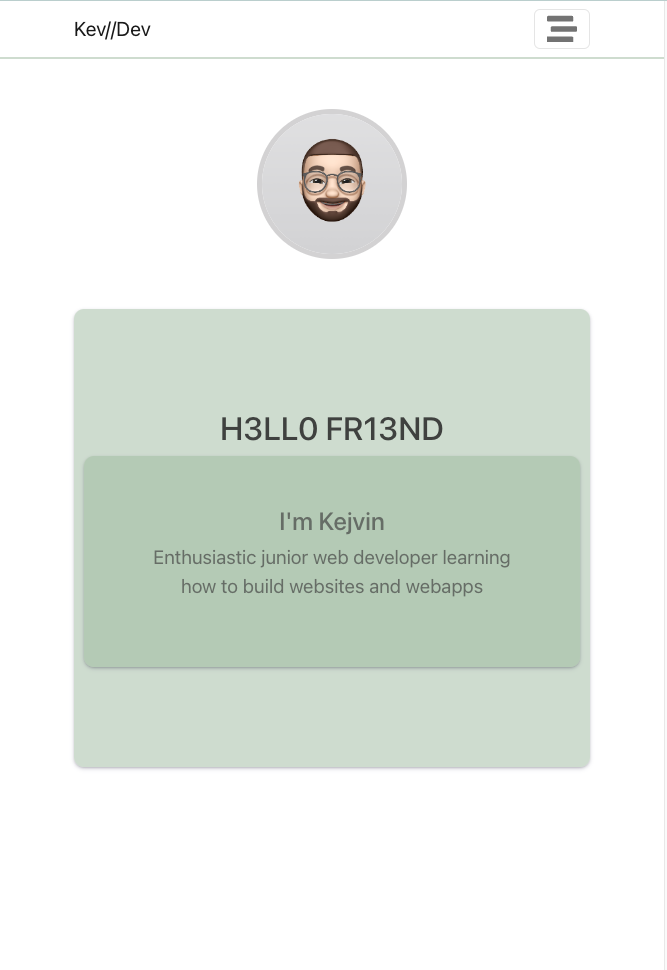 Kev//Dev
H3LL0 FR13ND
I'm Kejvin
Enthusiastic junior web developer learning
how to build websites and webapps